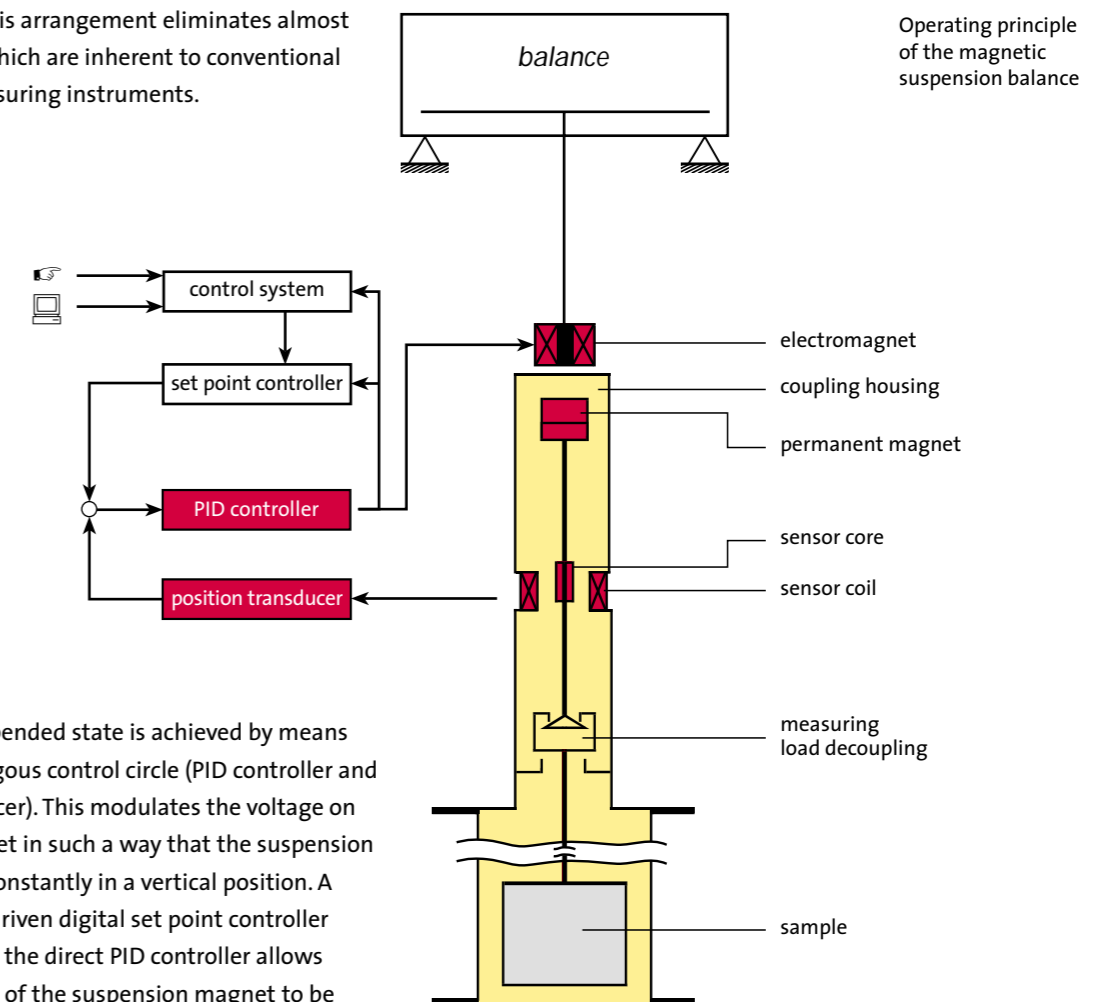 is arrangement eliminates almost
hich are inherent to conventional
suring instruments.
balance
Operating principle
of the magnetic
suspension balance
control system
set point controller
PID controller
position transducer
electromagnet
coupling housing
permanent magnet
sensor core
sensor coil
measuring
load decoupling
sample
pended state is achieved by means
gous control circle (PID controller and
cer). This modulates the voltage on
et in such a way that the suspension
onstantly in a vertical position. A
riven digital set point controller
the direct PID controller allows
of the suspension magnet to be